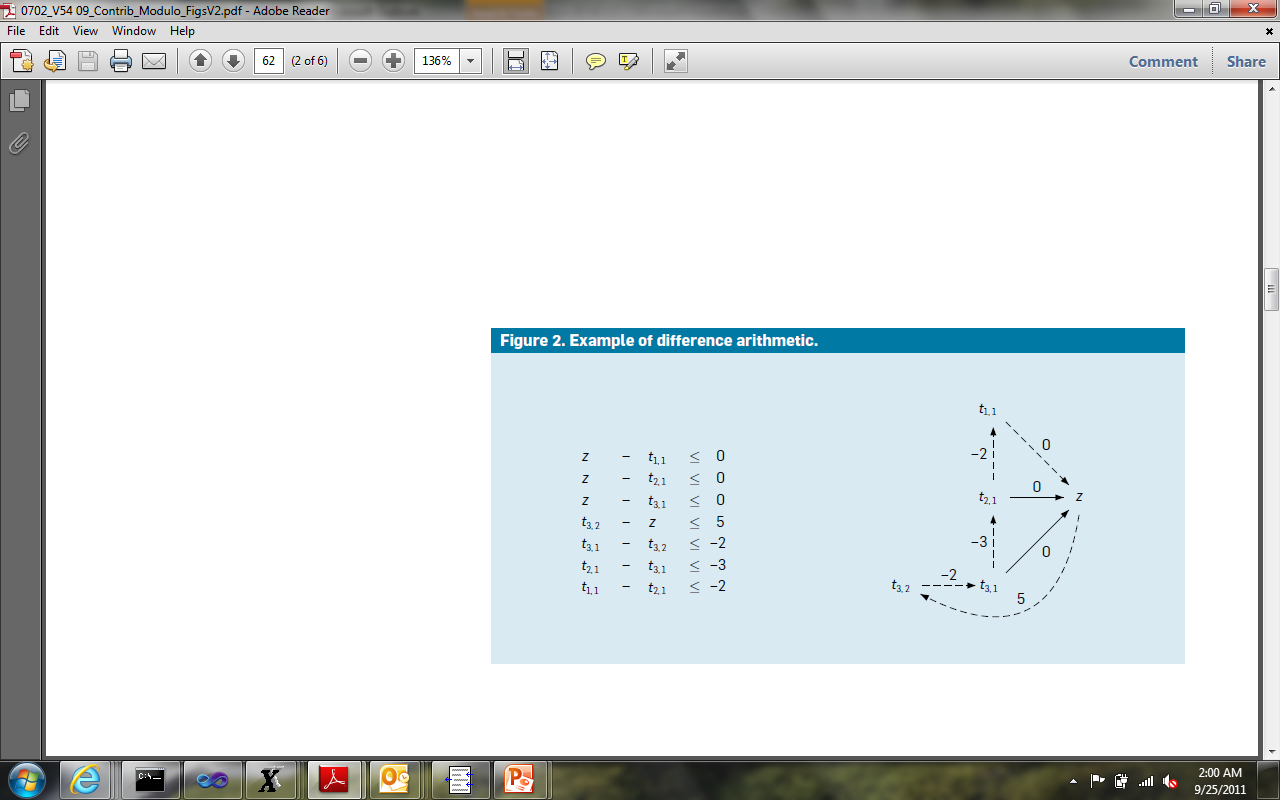 0702_V54 09_Contrib_Modulo_FigsV2.pdf - Adobe Reader
File Edit View Window Help
62 (2 of 6) 136% Comment Share
Figure 2. Example of difference arithmetic.
z – t1,1 ≤ 0
z – t2,1 ≤ 0
z – t3,1 ≤ 0
t3,2 – z ≤ 5
t3,1 – t3,2 ≤ –2
t2,1 – t3,1 ≤ –3
t1,1 – t2,1 ≤ –2
t1,1
0
–2
0
t2,1 z
–3
0
–2
t3,2 t3,1
5
C:\
2:00 AM
9/25/2011